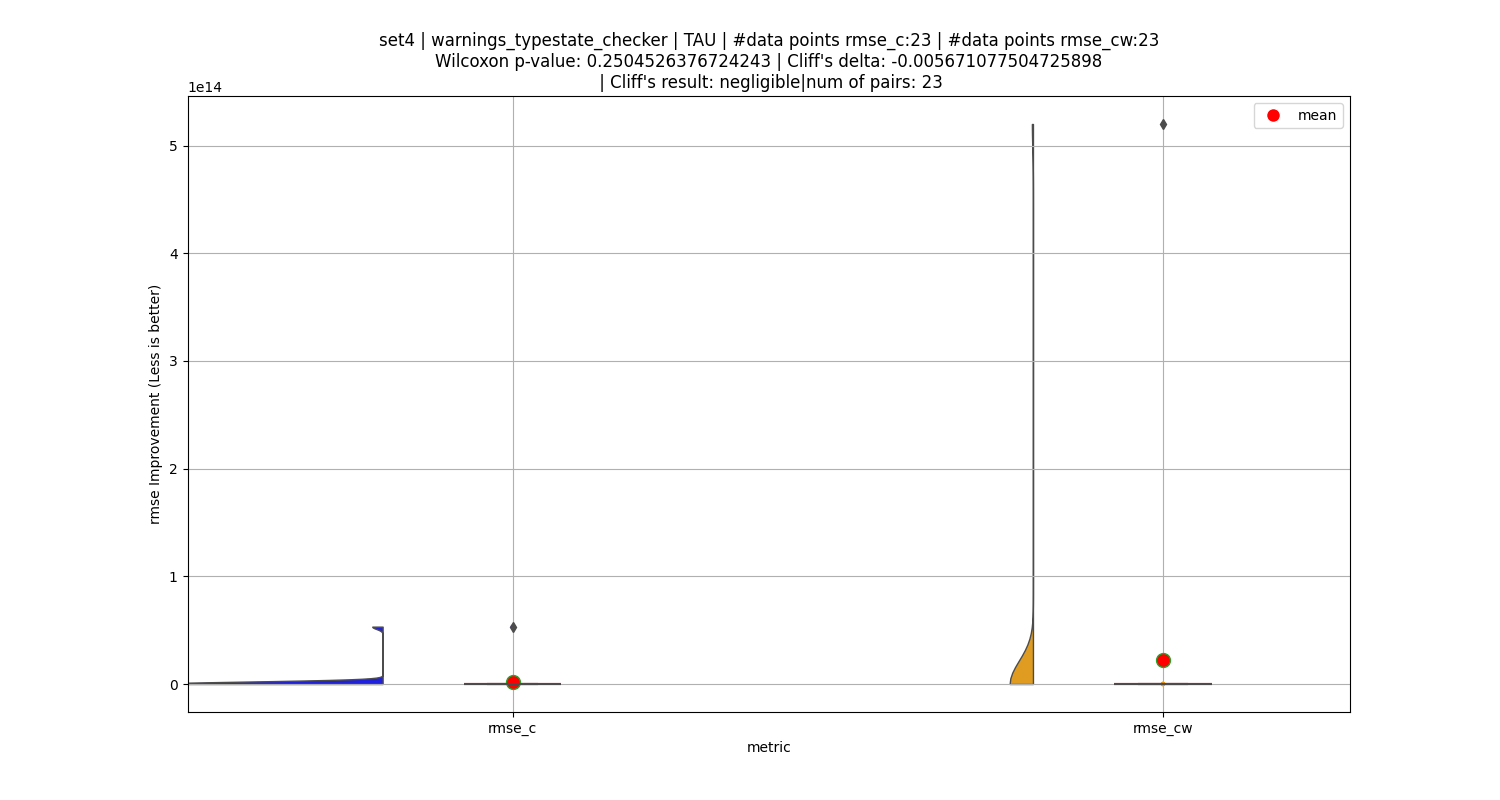 set4 | warnings_typestate_checker | TAU | #data points rmse_c:23 | #data points rmse_cw:23
Wilcoxon p-value: 0.2504526376724243 | Cliff's delta: -0.005671077504725898
| Cliff's result: negligible|num of pairs: 23
1e14
mean
5
4
3
2
1
0
rmse Improvement (Less is better)
rmse_c
rmse_cw
metric